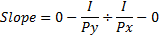 Slope = 0 − I/Py ÷ I/Px − 0